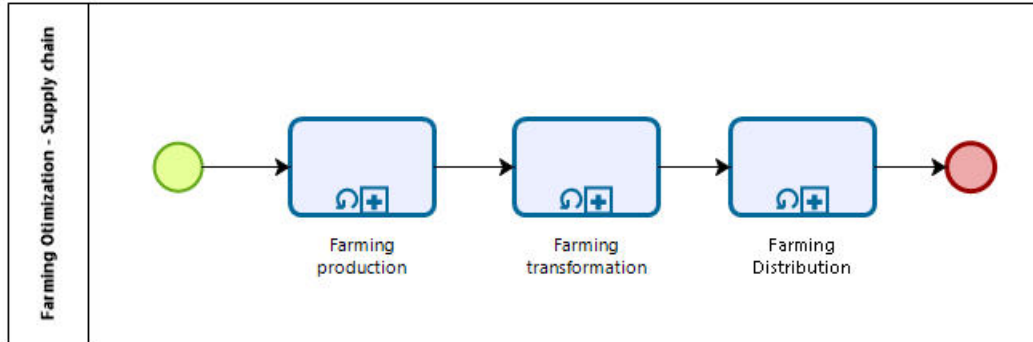 Farming Otimization - Supply chain
Farming
production
Farming
transformation
Farming
Distribution